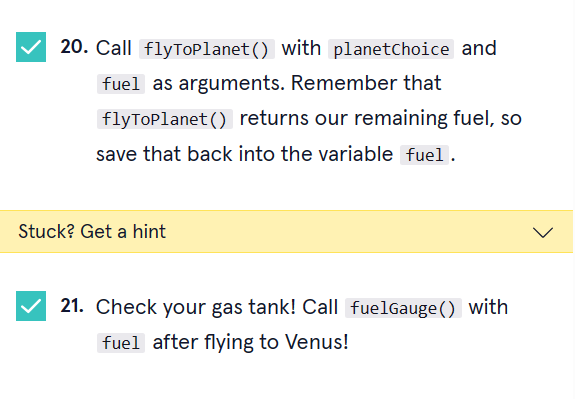 20. Call flyToPlanet() with planetChoice and
fuel as arguments. Remember that
flyToPlanet() returns our remaining fuel, so
save that back into the variable fuel.
Stuck? Get a hint
21. Check your gas tank! Call fuelGauge() with
fuel after flying to Venus!